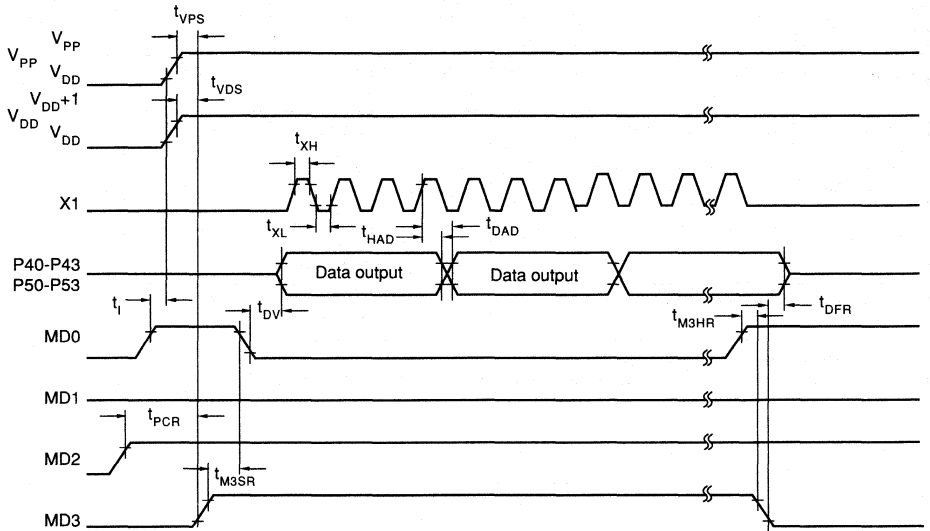 tVPS
VPP
VPP
VDD
tVDS
VDD+1
VDD
VDD
tXH
X1
tXL
tHAD
tDAD
P40-P43
P50-P53
Data output
Data output
tI
tDV
tM3HR
tDFR
MD0
MD1
tPCR
MD2
tM3SR
MD3